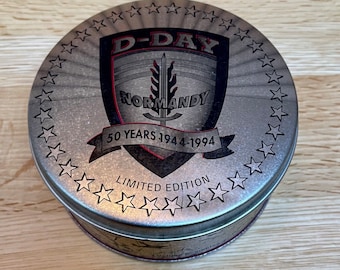 D-DAY
NORMANDY
50 YEARS 1944-1994
LIMITED EDITION